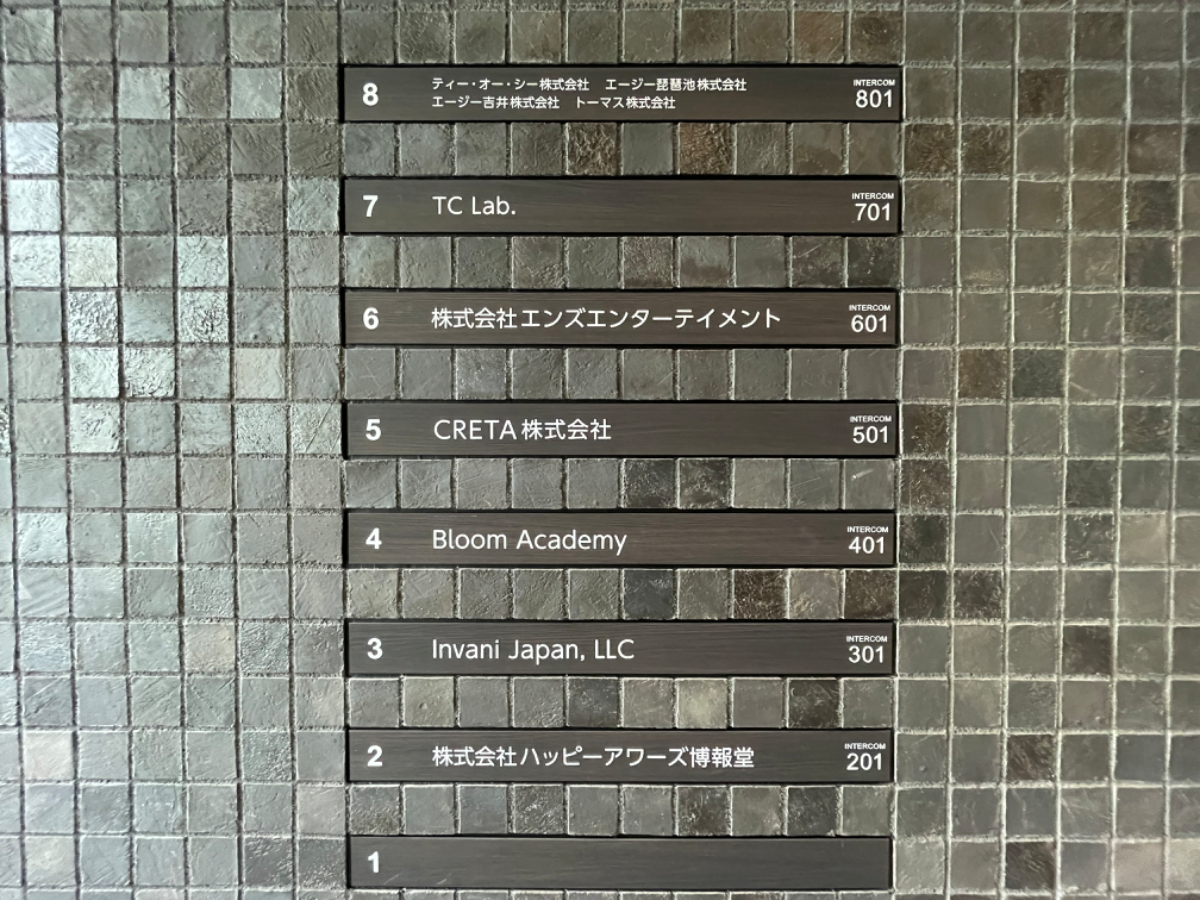 8 ティー・オー・シー株式会社 エージー琵琶池株式会社 INTERCOM
エージー吉井株式会社 トーマス株式会社 801
7 TC Lab. INTERCOM 701
6 株式会社エンズエンターテイメント INTERCOM 601
5 CRETA株式会社 INTERCOM 501
4 Bloom Academy INTERCOM 401
3 Invani Japan, LLC INTERCOM 301
2 株式会社ハッピーアワーズ博報堂 INTERCOM 201
1